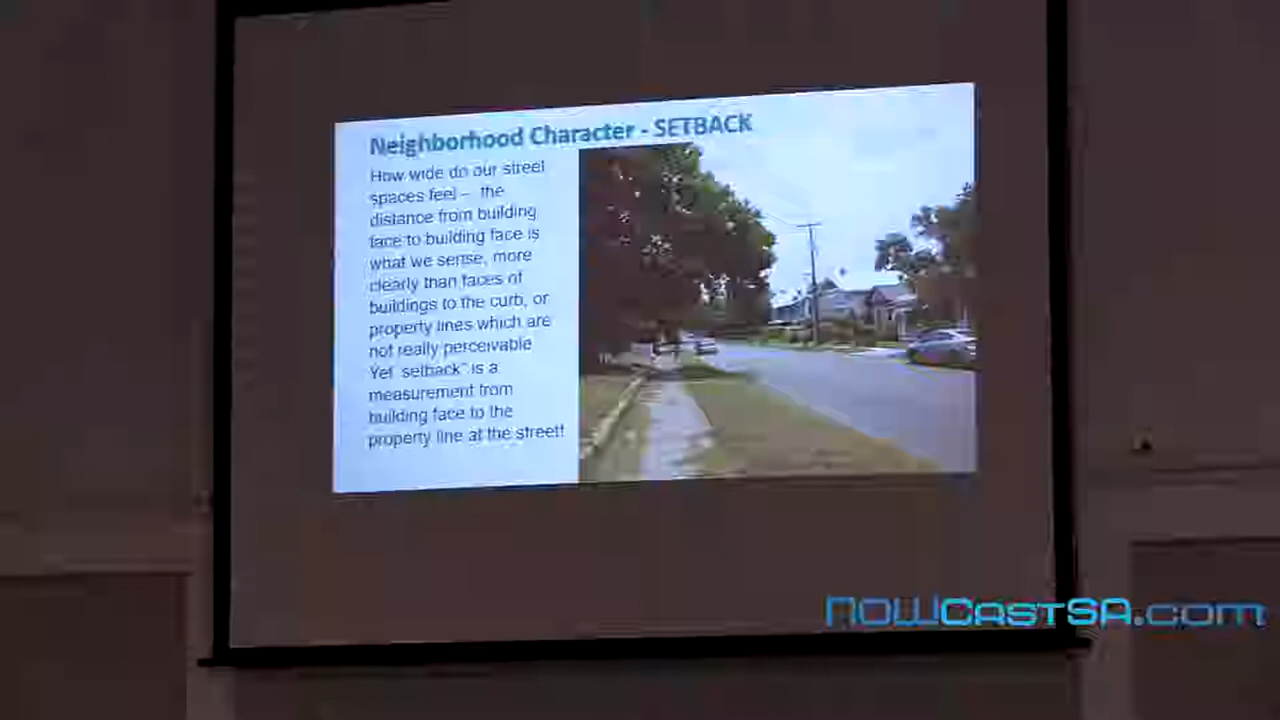 Neighborhood Character - SETBACK
How wide do our street
spaces feel – the
distance from building
face to building face is
what we sense, more
clearly than faces of
buildings to the curb, or
property lines which are
not really perceivable
Yet "setback" is a
measurement from
building face to the
property line at the street!
NOWCastSA.com